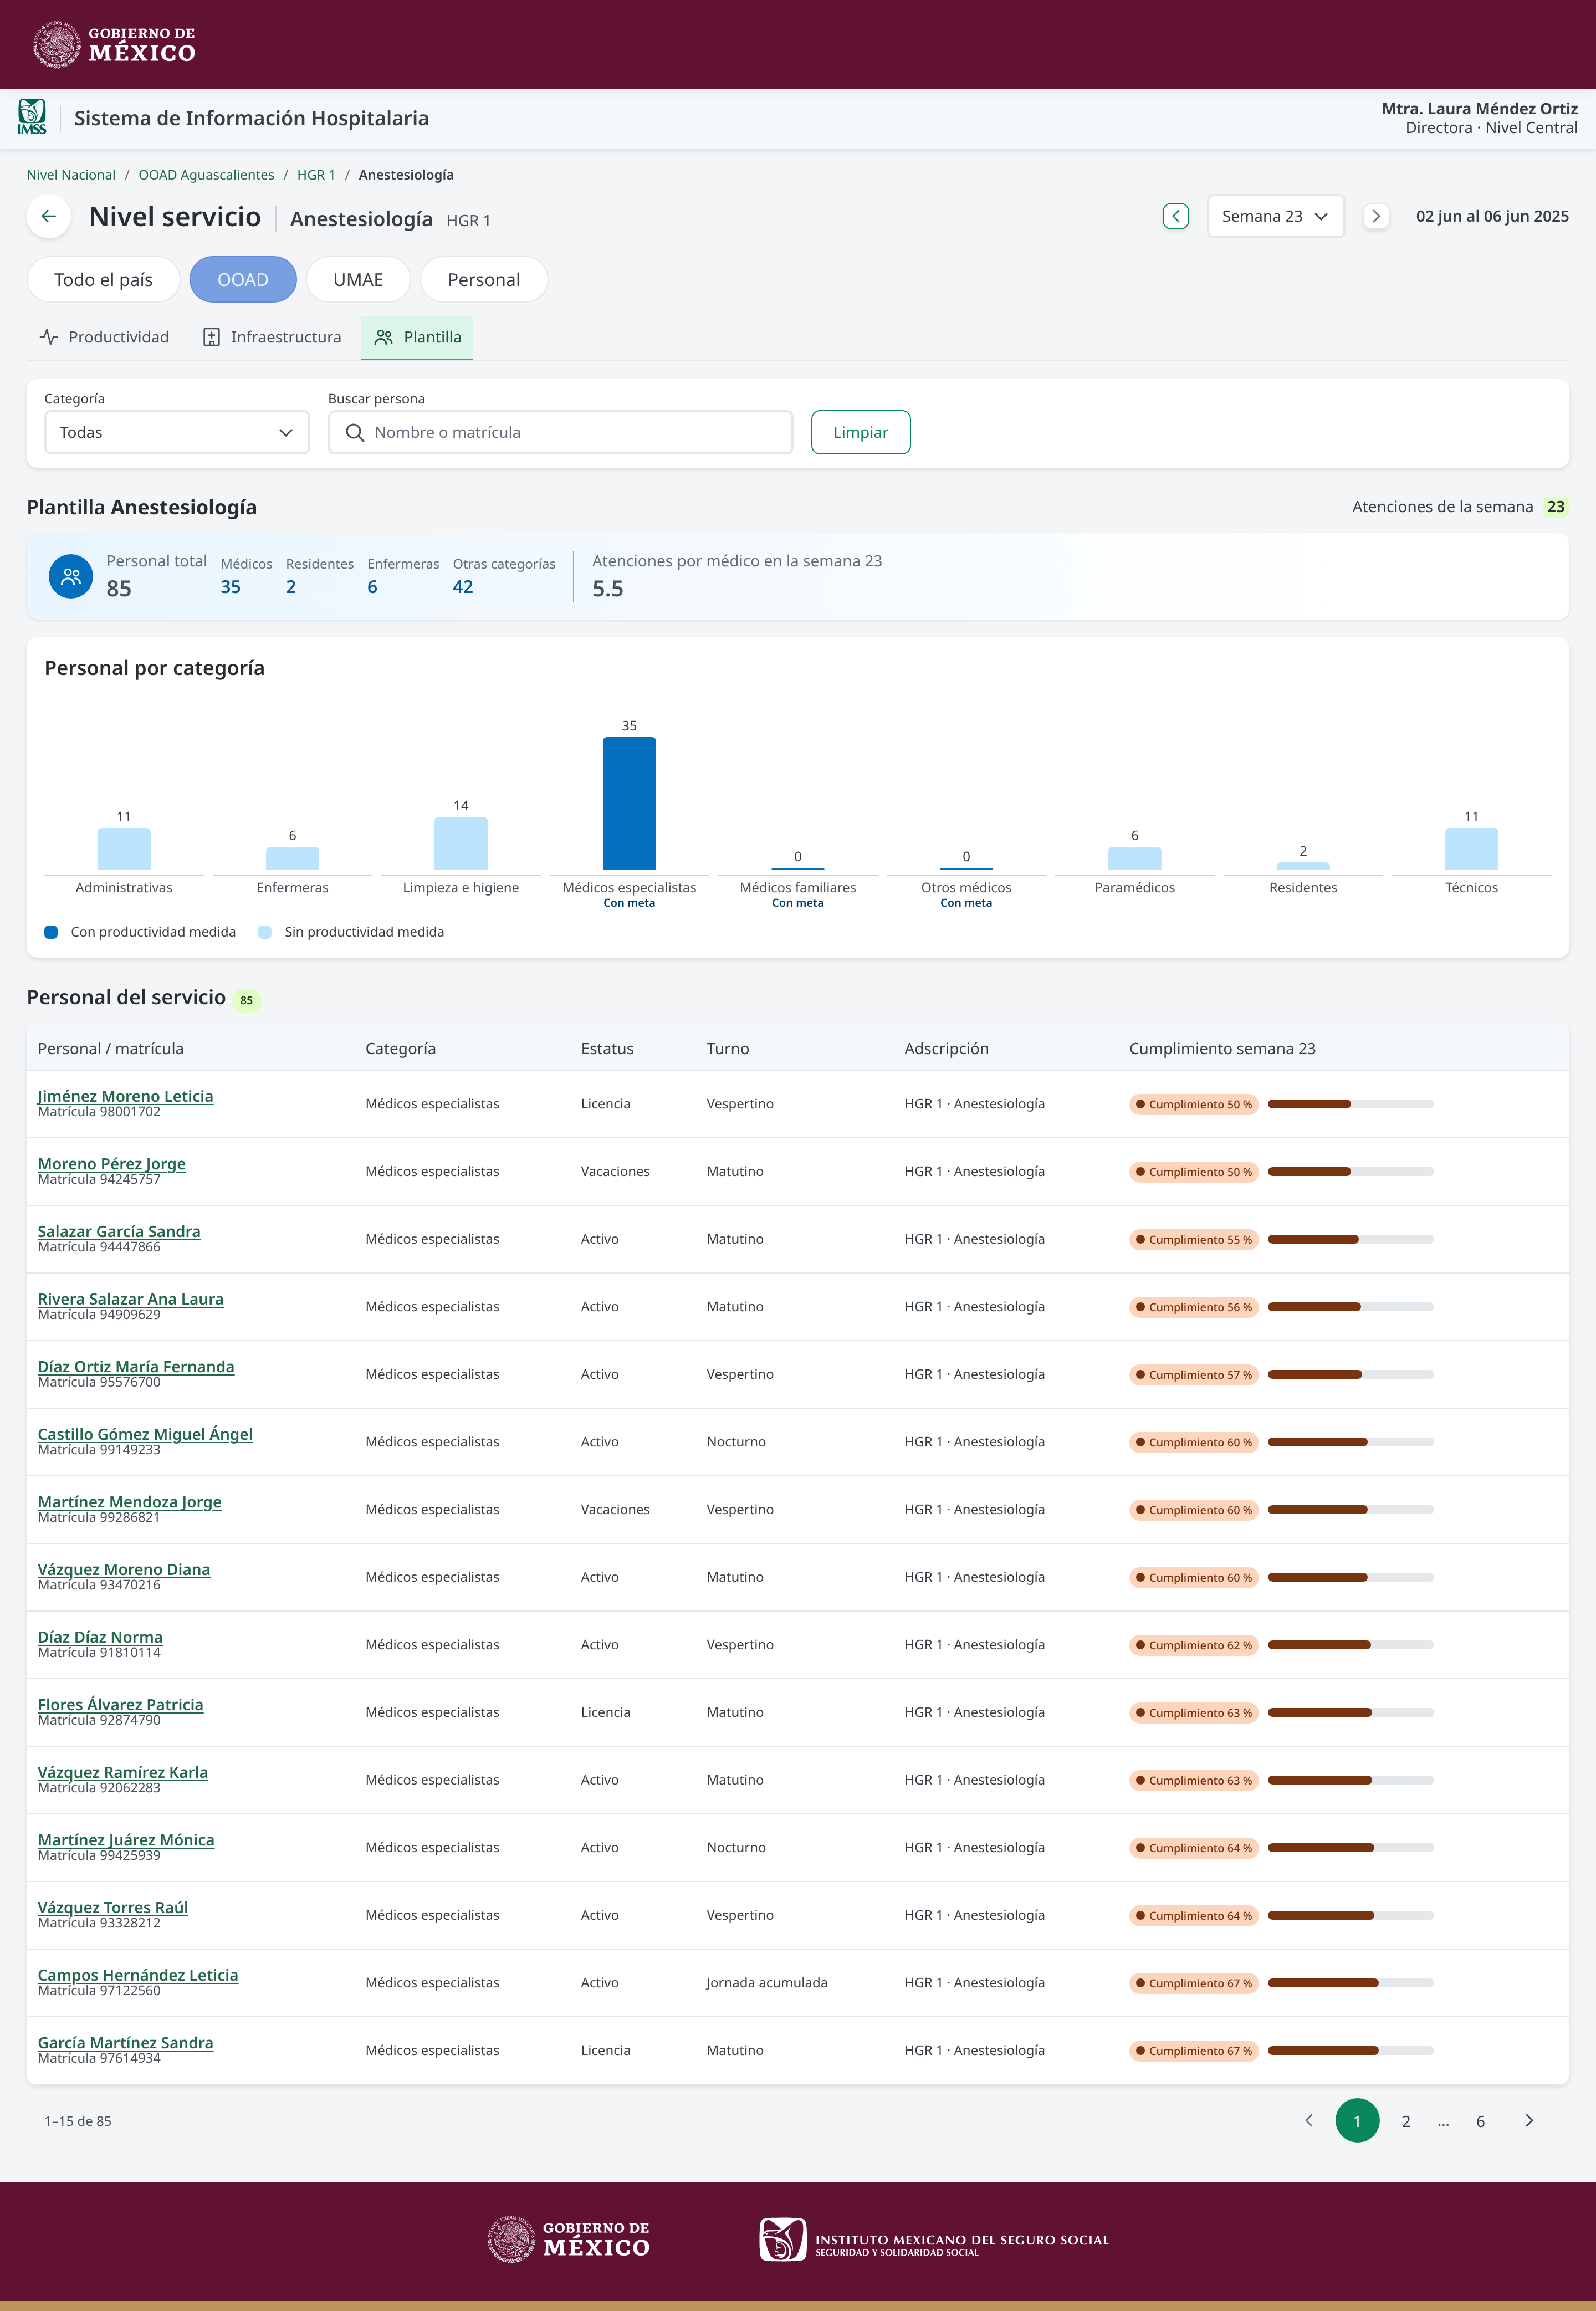 GOBIERNO DE
MÉXICO
IMSS
Sistema de Información Hospitalaria
Mtra. Laura Méndez Ortiz
Directora · Nivel Central
Nivel Nacional / OOAD Aguascalientes / HGR 1 / Anestesiología
Nivel servicio | Anestesiología HGR 1
Semana 23
02 jun al 06 jun 2025
Todo el país
OOAD
UMAE
Personal
Productividad
Infraestructura
Plantilla
Categoría
Todas
Buscar persona
Nombre o matrícula
Limpiar
Plantilla Anestesiología
Atenciones de la semana 23
Personal total
85
Médicos
35
Residentes
2
Enfermeras
6
Otras categorías
42
Atenciones por médico en la semana 23
5.5
Personal por categoría
11
6
14
35
0
0
6
2
11
Administrativas
Enfermeras
Limpieza e higiene
Médicos especialistas
Con meta
Médicos familiares
Con meta
Otros médicos
Con meta
Paramédicos
Residentes
Técnicos
Con productividad medida
Sin productividad medida
Personal del servicio 85
Personal / matrícula Categoría Estatus Turno Adscripción Cumplimiento semana 23
Jiménez Moreno Leticia
Matrícula 98001702
Médicos especialistas Licencia Vespertino HGR 1 · Anestesiología Cumplimiento 50 %
Moreno Pérez Jorge
Matrícula 94245757
Médicos especialistas Vacaciones Matutino HGR 1 · Anestesiología Cumplimiento 50 %
Salazar García Sandra
Matrícula 94447866
Médicos especialistas Activo Matutino HGR 1 · Anestesiología Cumplimiento 55 %
Rivera Salazar Ana Laura
Matrícula 94909629
Médicos especialistas Activo Matutino HGR 1 · Anestesiología Cumplimiento 56 %
Díaz Ortiz María Fernanda
Matrícula 95576700
Médicos especialistas Activo Vespertino HGR 1 · Anestesiología Cumplimiento 57 %
Castillo Gómez Miguel Ángel
Matrícula 99149233
Médicos especialistas Activo Nocturno HGR 1 · Anestesiología Cumplimiento 60 %
Martínez Mendoza Jorge
Matrícula 99286821
Médicos especialistas Vacaciones Vespertino HGR 1 · Anestesiología Cumplimiento 60 %
Vázquez Moreno Diana
Matrícula 93470216
Médicos especialistas Activo Matutino HGR 1 · Anestesiología Cumplimiento 60 %
Díaz Díaz Norma
Matrícula 91810114
Médicos especialistas Activo Vespertino HGR 1 · Anestesiología Cumplimiento 62 %
Flores Álvarez Patricia
Matrícula 92874790
Médicos especialistas Licencia Matutino HGR 1 · Anestesiología Cumplimiento 63 %
Vázquez Ramírez Karla
Matrícula 92062283
Médicos especialistas Activo Matutino HGR 1 · Anestesiología Cumplimiento 63 %
Martínez Juárez Mónica
Matrícula 99425939
Médicos especialistas Activo Nocturno HGR 1 · Anestesiología Cumplimiento 64 %
Vázquez Torres Raúl
Matrícula 93328212
Médicos especialistas Activo Vespertino HGR 1 · Anestesiología Cumplimiento 64 %
Campos Hernández Leticia
Matrícula 97122560
Médicos especialistas Activo Jornada acumulada HGR 1 · Anestesiología Cumplimiento 67 %
García Martínez Sandra
Matrícula 97614934
Médicos especialistas Licencia Matutino HGR 1 · Anestesiología Cumplimiento 67 %
1–15 de 85
1 2 ... 6
GOBIERNO DE
MÉXICO
INSTITUTO MEXICANO DEL SEGURO SOCIAL
SEGURIDAD Y SOLIDARIDAD SOCIAL